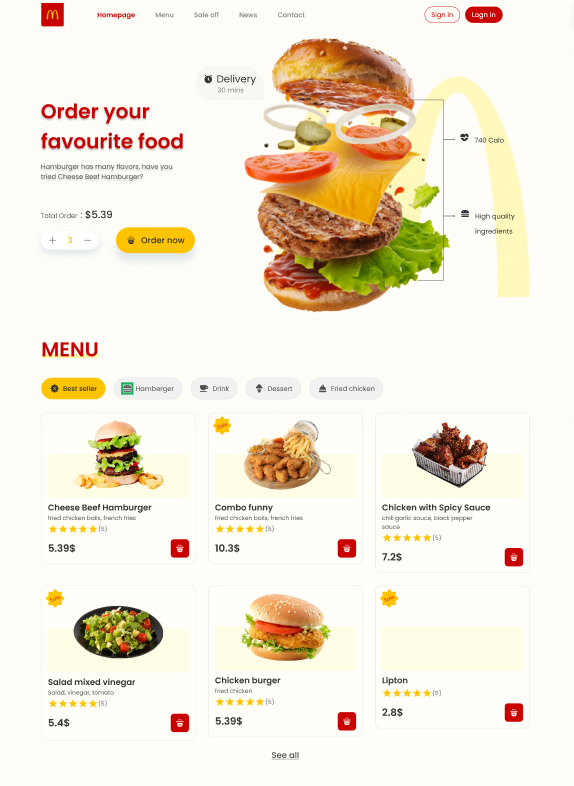 Homepage Menu Sale off News Contact Sign in Log in
Delivery
30 mins
Order your
favourite food
Hamburger has many flavors, have you
tried Cheese Beef Hamburger?
740 Calo
Total Order : $5.39
High quality
ingredients
+ 3 − Order now
MENU
Best seller Hamberger Drink Dessert Fried chicken
Cheese Beef Hamburger
fried chicken balls, french fries
(5)
5.39$
Combo funny
fried chicken balls, french fries
(5)
10.3$
Chicken with Spicy Sauce
chili garlic sauce, black pepper
sauce
(5)
7.2$
Salad mixed vinegar
Salad, vinegar, tomato
(5)
5.4$
Chicken burger
fried chicken
(5)
5.39$
Lipton
(5)
2.8$
See all